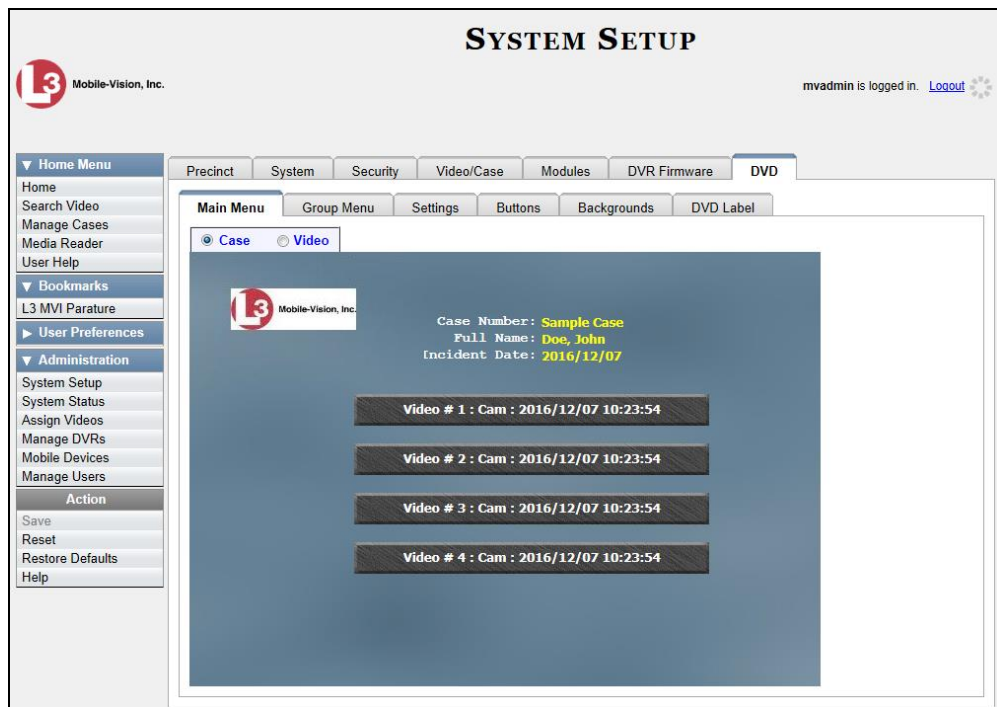 SYSTEM SETUP
L3 Mobile-Vision, Inc.
mvadmin is logged in. Logout
▼ Home Menu
Home
Search Video
Manage Cases
Media Reader
User Help
▼ Bookmarks
L3 MVI Parature
▶ User Preferences
▼ Administration
System Setup
System Status
Assign Videos
Manage DVRs
Mobile Devices
Manage Users
Action
Save
Reset
Restore Defaults
Help
Precinct System Security Video/Case Modules DVR Firmware DVD
Main Menu Group Menu Settings Buttons Backgrounds DVD Label
Case Video
L3 Mobile-Vision, Inc.
Case Number: Sample Case
Full Name: Doe, John
Incident Date: 2016/12/07
Video # 1 : Cam : 2016/12/07 10:23:54
Video # 2 : Cam : 2016/12/07 10:23:54
Video # 3 : Cam : 2016/12/07 10:23:54
Video # 4 : Cam : 2016/12/07 10:23:54